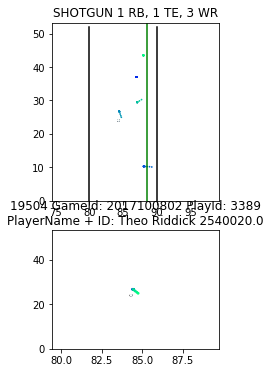 SHOTGUN 1 RB, 1 TE, 3 WR
50
40
30
20
10
0
75 80 85 90 95
19504 GameId: 2017100802 PlayId: 3389
PlayerName + ID: Theo Riddick 2540020.0
40
20
0
80.0 82.5 85.0 87.5